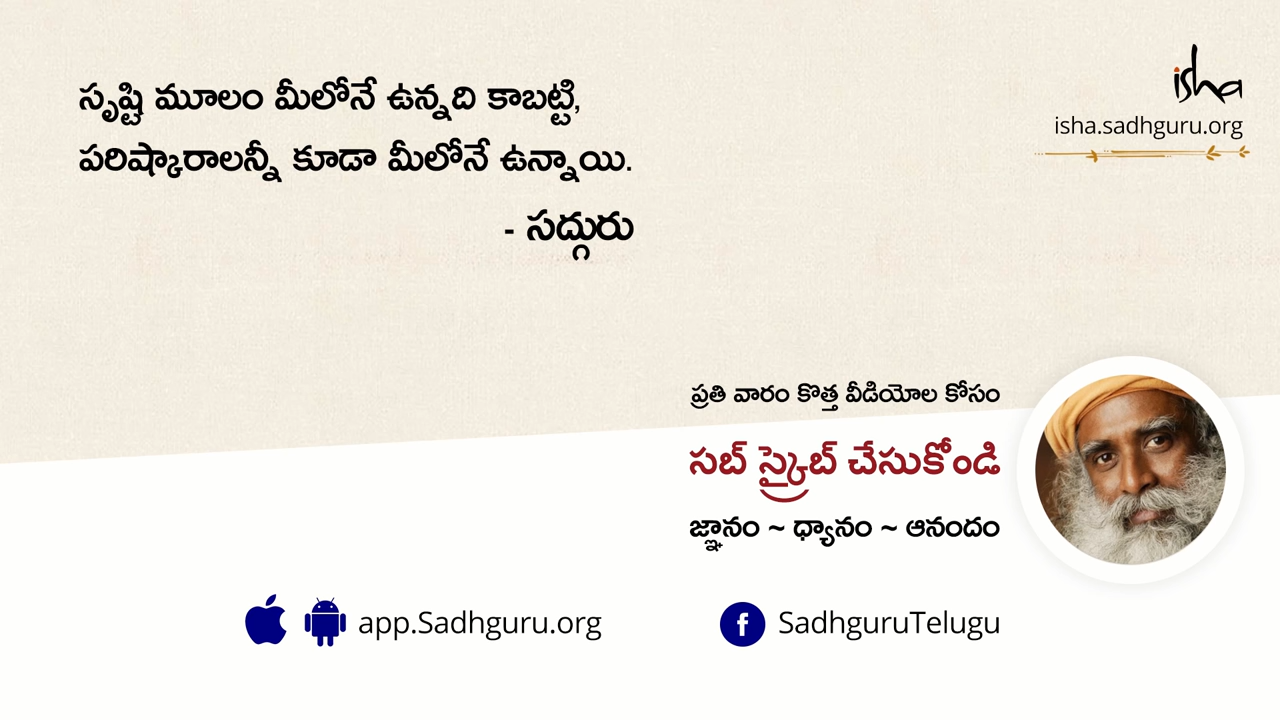 సృష్టి మూలం మీలోనే ఉన్నది కాబట్టి,
పరిష్కారాలన్నీ కూడా మీలోనే ఉన్నాయి.
- సద్గురు
isha
isha.sadhguru.org
ప్రతి వారం కొత్త వీడియోల కోసం
సబ్ స్క్రైబ్ చేసుకోండి
జ్ఞానం ~ ధ్యానం ~ ఆనందం
app.Sadhguru.org
SadhguruTelugu